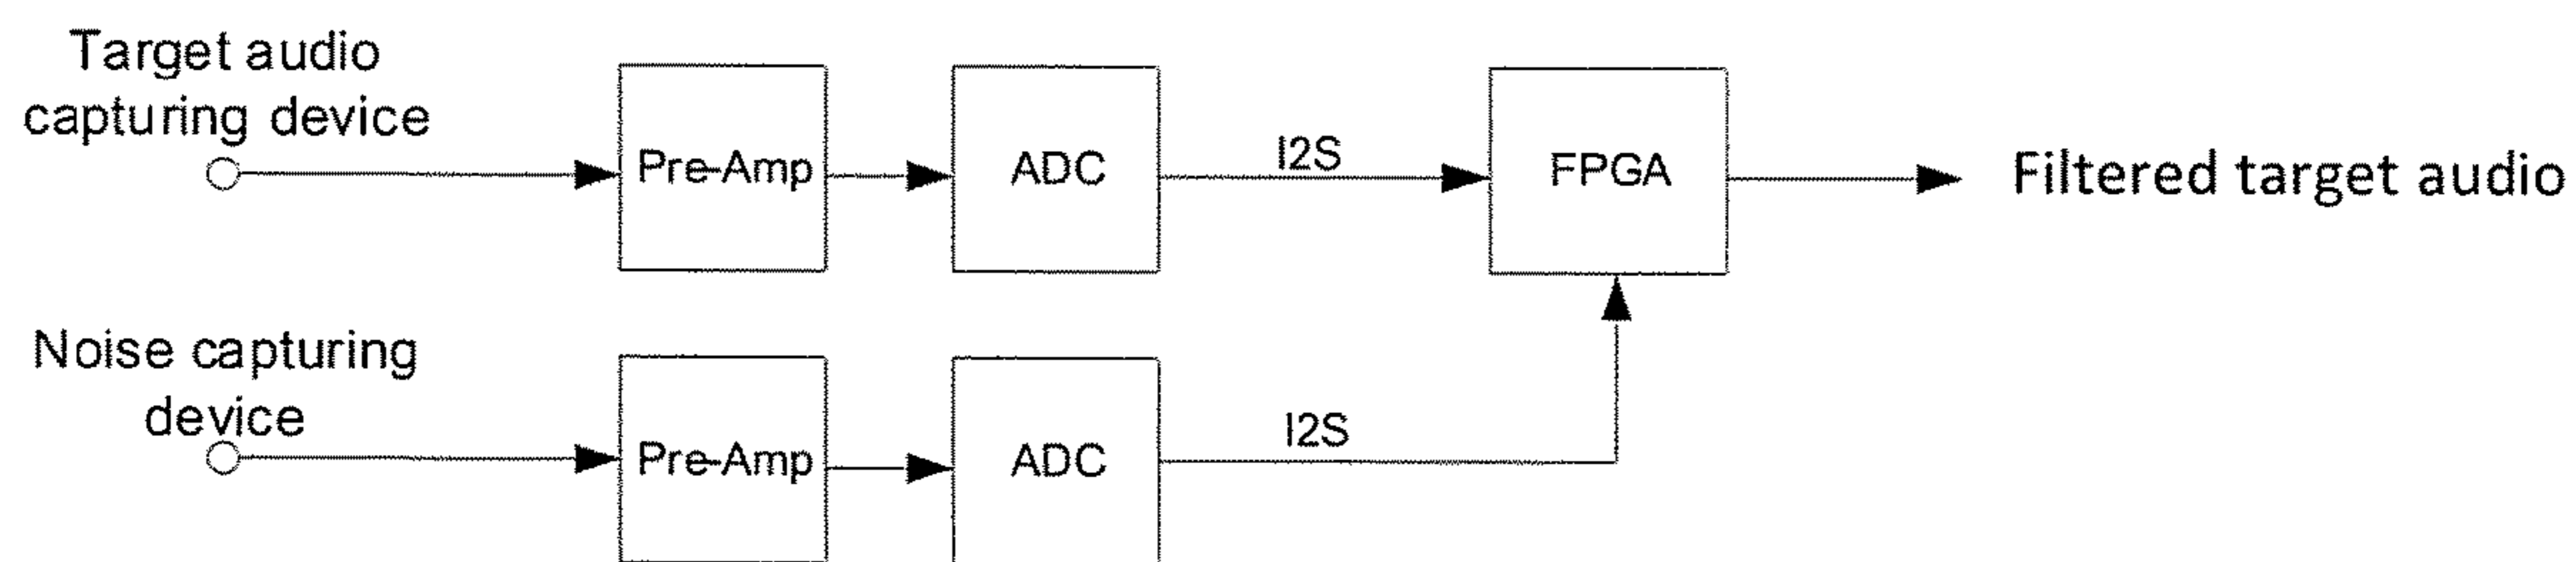 Target audio
capturing device
Pre-Amp
ADC
I2S
FPGA
Filtered target audio
Noise capturing
device
Pre-Amp
ADC
I2S